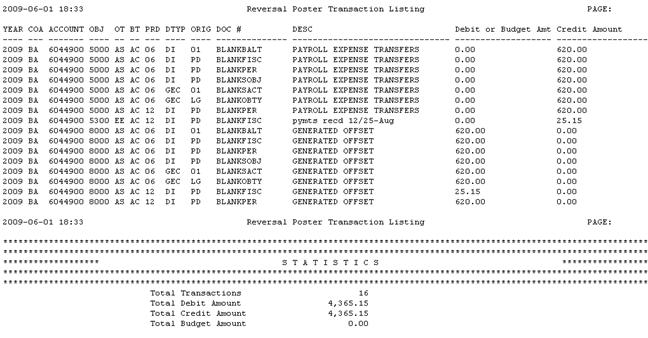 2009-06-01 18:33 Reversal Poster Transaction Listing PAGE:
YEAR COA ACCOUNT OBJ OT BT PRD DTYP ORIG DOC # DESC Debit or Budget Amt Credit Amount
---- --- ------- ---- -- -- --- ---- ---- -------------- ---------------------------------------- ------------------- --------------------
2009 BA 6044900 5000 AS AC 06 DI 01 BLANKBALT PAYROLL EXPENSE TRANSFERS 0.00 620.00
2009 BA 6044900 5000 AS AC 06 DI PD BLANKFISC PAYROLL EXPENSE TRANSFERS 0.00 620.00
2009 BA 6044900 5000 AS AC 06 DI PD BLANKPER PAYROLL EXPENSE TRANSFERS 0.00 620.00
2009 BA 6044900 5000 AS AC 06 DI PD BLANKSOBJ PAYROLL EXPENSE TRANSFERS 0.00 620.00
2009 BA 6044900 5000 AS AC 06 GEC 01 BLANKSACT PAYROLL EXPENSE TRANSFERS 0.00 620.00
2009 BA 6044900 5000 AS AC 06 GEC LG BLANKOBTY PAYROLL EXPENSE TRANSFERS 0.00 620.00
2009 BA 6044900 5000 AS AC 12 DI PD BLANKPER PAYROLL EXPENSE TRANSFERS 0.00 620.00
2009 BA 6044900 5300 EE AC 12 DI PD BLANKFISC pymts recd 12/25-Aug 0.00 25.15
2009 BA 6044900 8000 AS AC 06 DI 01 BLANKBALT GENERATED OFFSET 620.00 0.00
2009 BA 6044900 8000 AS AC 06 DI PD BLANKFISC GENERATED OFFSET 620.00 0.00
2009 BA 6044900 8000 AS AC 06 DI PD BLANKPER GENERATED OFFSET 620.00 0.00
2009 BA 6044900 8000 AS AC 06 DI PD BLANKSOBJ GENERATED OFFSET 620.00 0.00
2009 BA 6044900 8000 AS AC 06 GEC 01 BLANKSACT GENERATED OFFSET 620.00 0.00
2009 BA 6044900 8000 AS AC 06 GEC LG BLANKOBTY GENERATED OFFSET 620.00 0.00
2009 BA 6044900 8000 AS AC 12 DI PD BLANKFISC GENERATED OFFSET 25.15 0.00
2009 BA 6044900 8000 AS AC 12 DI PD BLANKPER GENERATED OFFSET 620.00 0.00
2009-06-01 18:33 Reversal Poster Transaction Listing PAGE:
S T A T I S T I C S
Total Transactions 16
Total Debit Amount 4,365.15
Total Credit Amount 4,365.15
Total Budget Amount 0.00